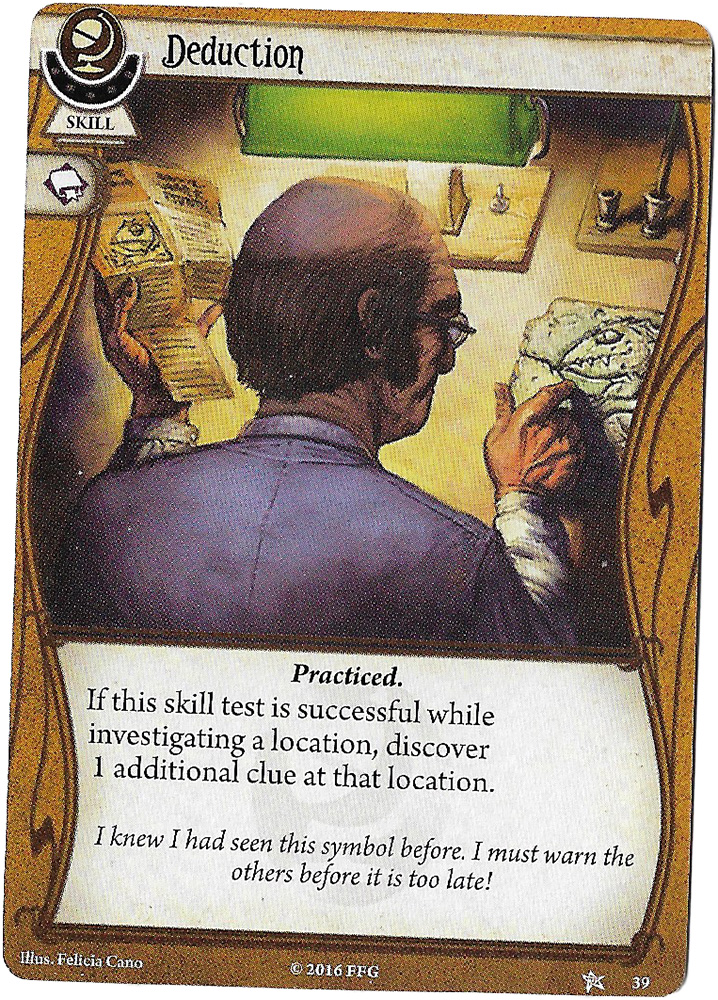 Deduction
SKILL
Practiced.
If this skill test is successful while
investigating a location, discover
1 additional clue at that location.
I knew I had seen this symbol before. I must warn the
others before it is too late!
Illus. Felicia Cano
© 2016 FFG
39